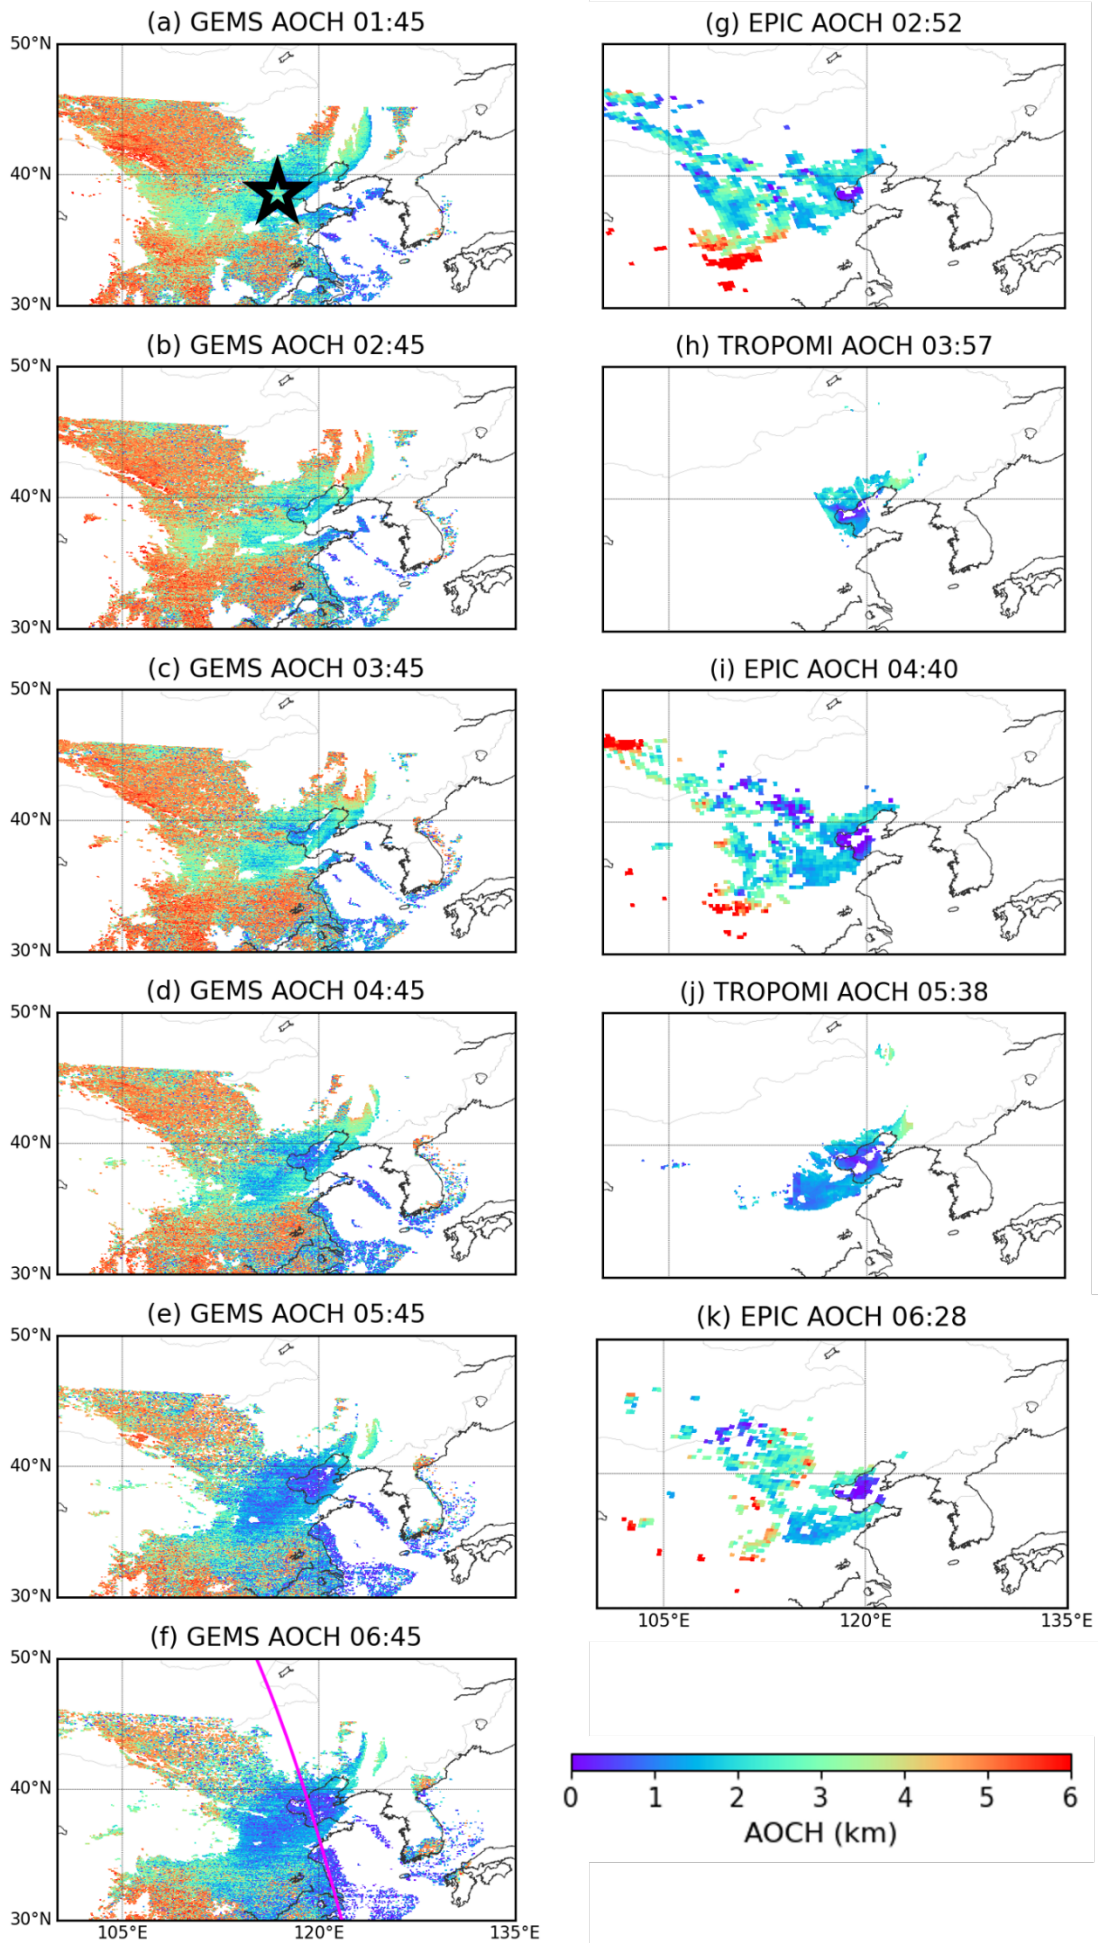 (a) GEMS AOCH 01:45
50°N
40°N
30°N
(b) GEMS AOCH 02:45
50°N
40°N
30°N
(c) GEMS AOCH 03:45
50°N
40°N
30°N
(d) GEMS AOCH 04:45
50°N
40°N
30°N
(e) GEMS AOCH 05:45
50°N
40°N
30°N
(f) GEMS AOCH 06:45
50°N
40°N
30°N
105°E 120°E 135°E
(g) EPIC AOCH 02:52
(h) TROPOMI AOCH 03:57
(i) EPIC AOCH 04:40
(j) TROPOMI AOCH 05:38
(k) EPIC AOCH 06:28
105°E 120°E 135°E
0 1 2 3 4 5 6
AOCH (km)